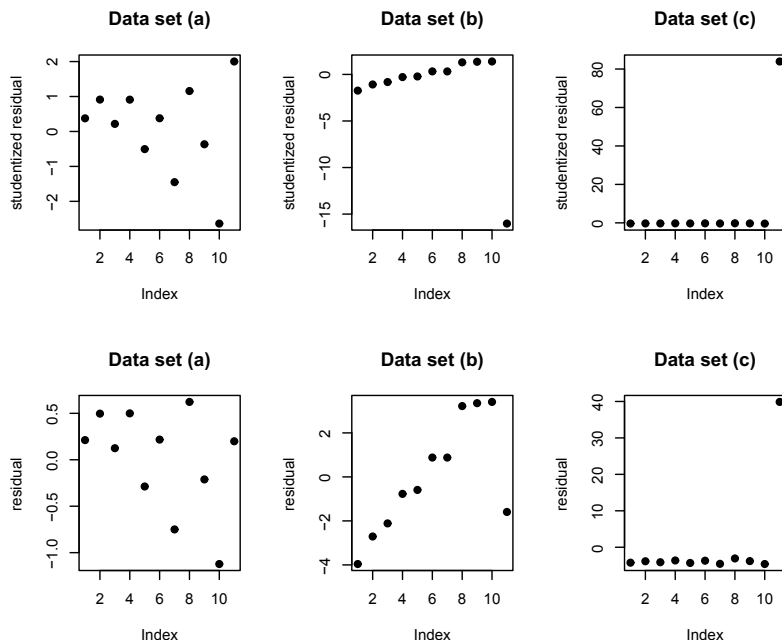 Data set (a) Data set (b) Data set (c)
studentized residual
2
1
0
-1
-2
2 4 6 8 10
Index
studentized residual
0
-5
-10
-15
2 4 6 8 10
Index
studentized residual
80
60
40
20
0
2 4 6 8 10
Index
Data set (a) Data set (b) Data set (c)
residual
0.5
0.0
-0.5
-1.0
2 4 6 8 10
Index
residual
2
0
-2
-4
2 4 6 8 10
Index
residual
40
30
20
10
0
2 4 6 8 10
Index